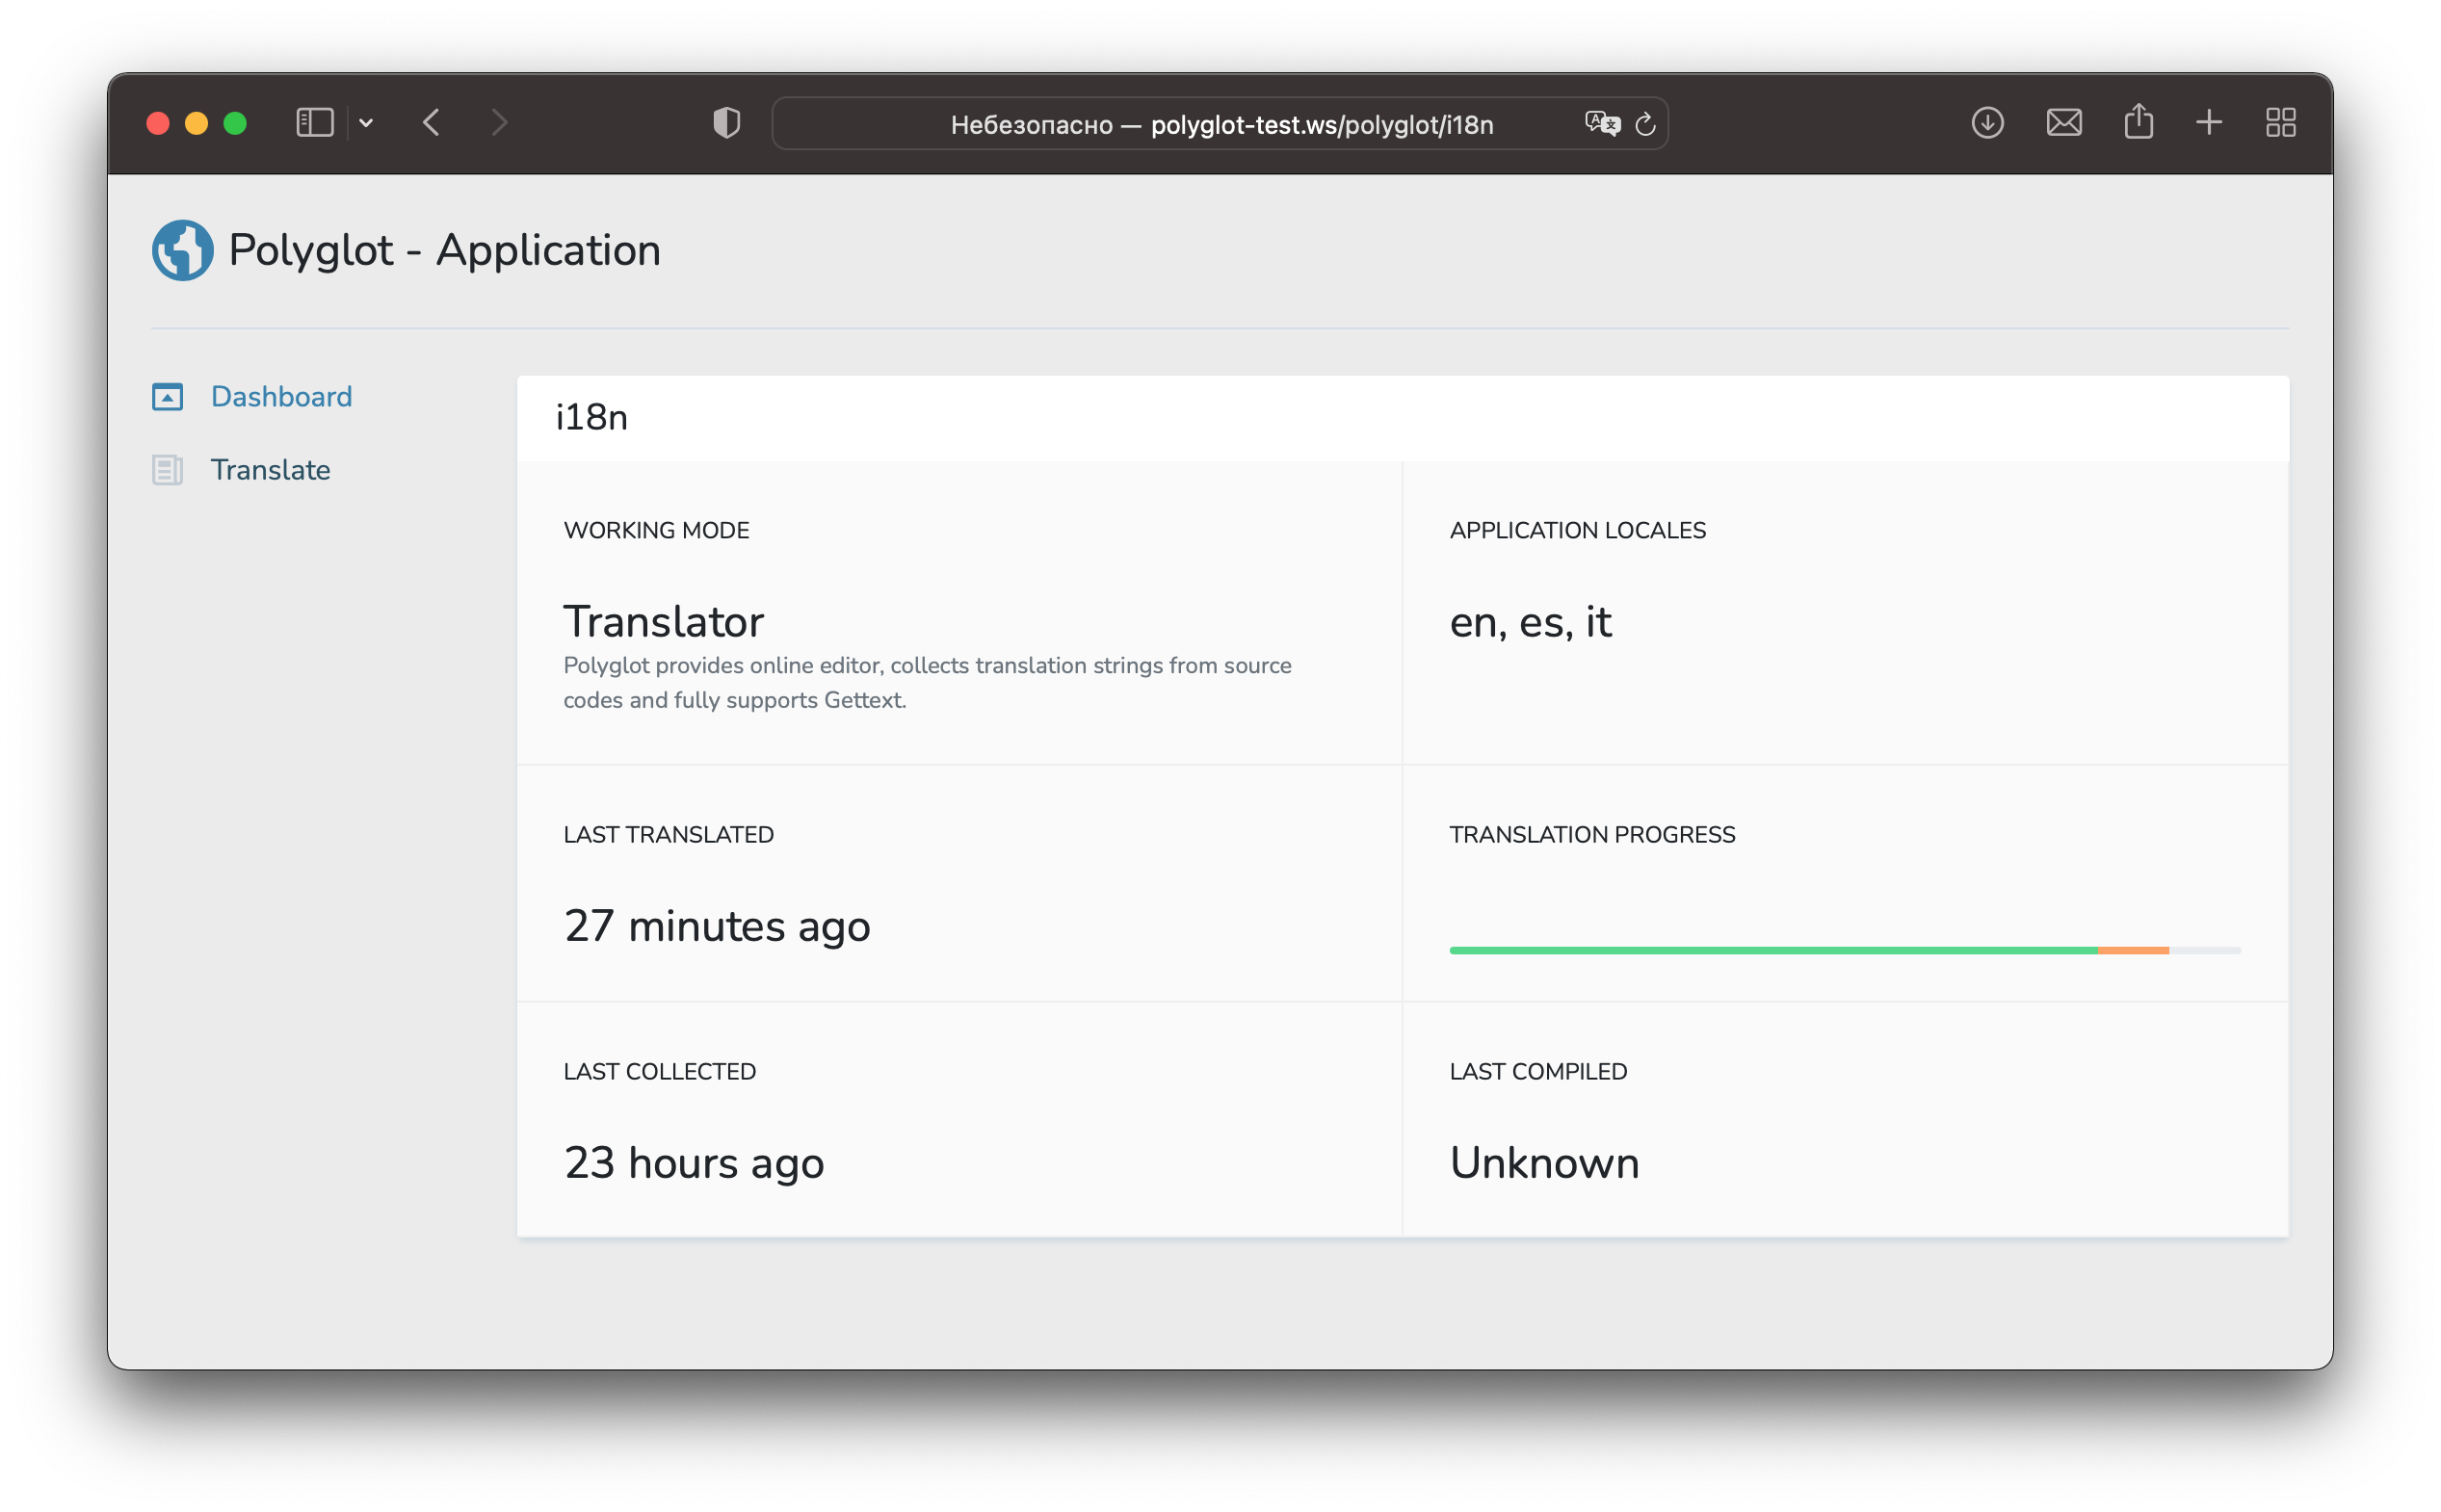 Небезопасно — polyglot-test.ws/polyglot/i18n
Polyglot - Application
Dashboard
Translate
i18n
WORKING MODE
Translator
Polyglot provides online editor, collects translation strings from source
codes and fully supports Gettext.
APPLICATION LOCALES
en, es, it
LAST TRANSLATED
27 minutes ago
TRANSLATION PROGRESS
LAST COLLECTED
23 hours ago
LAST COMPILED
Unknown